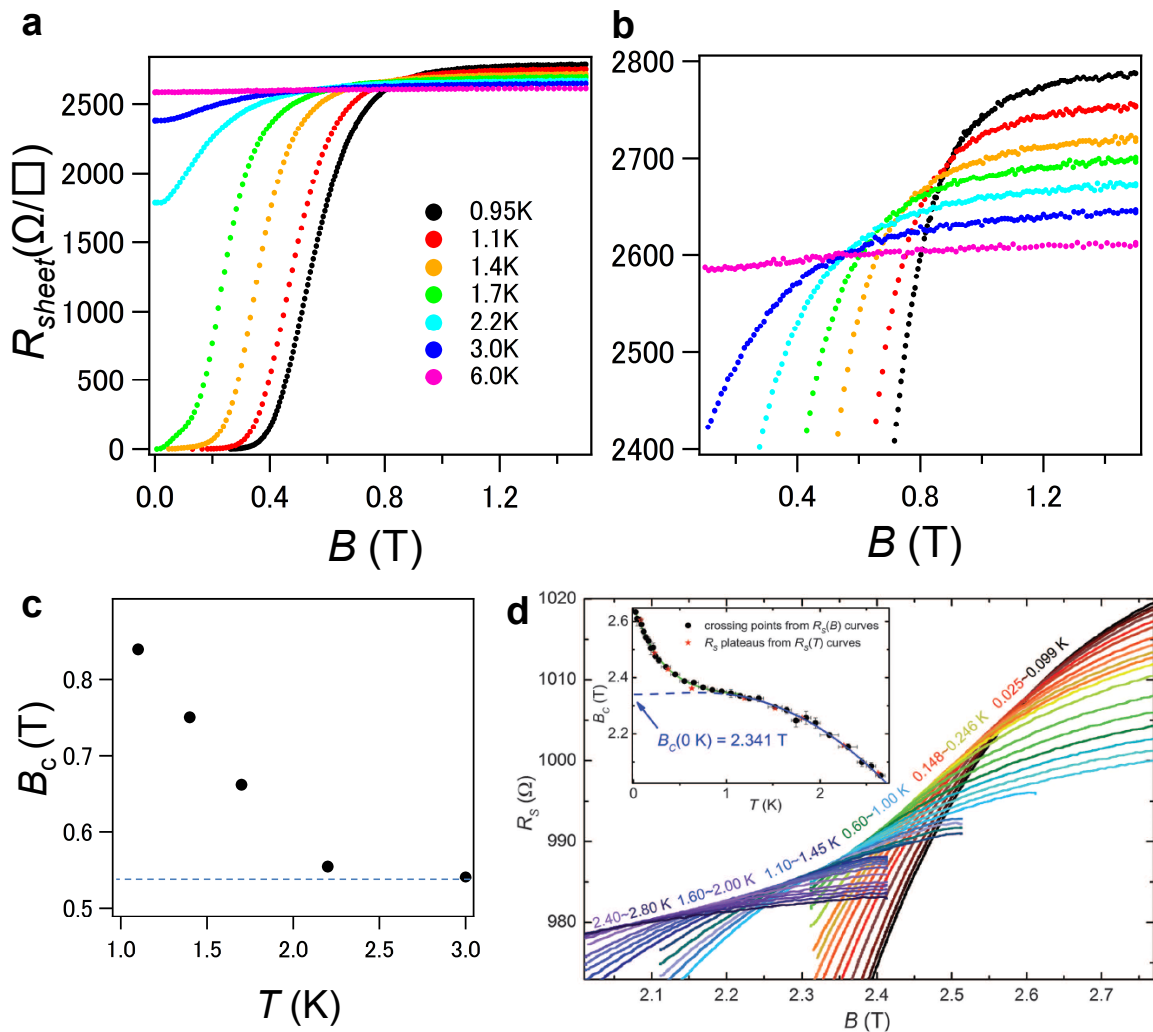 a
R_sheet(Ω/□)
2500
2000
1500
1000
500
0
0.95K
1.1K
1.4K
1.7K
2.2K
3.0K
6.0K
0.0
0.4
0.8
1.2
B (T)
b
2800
2700
2600
2500
2400
0.4
0.8
1.2
B (T)
c
B_c (T)
0.8
0.7
0.6
0.5
1.0
1.5
2.0
2.5
3.0
T (K)
d
R_s (Ω)
1020
1010
1000
990
980
2.1
2.2
2.3
2.4
2.5
2.6
2.7
B (T)
2.40~2.80 K
1.60~2.00 K
1.10~1.45 K
0.60~1.00 K
0.148~0.246 K
0.025~0.099 K
B_c (T)
2.6
2.4
2.2
0
1
2
T (K)
crossing points from R_s(B) curves
R_s plateaus from R_s(T) curves
B_c(0 K) = 2.341 T